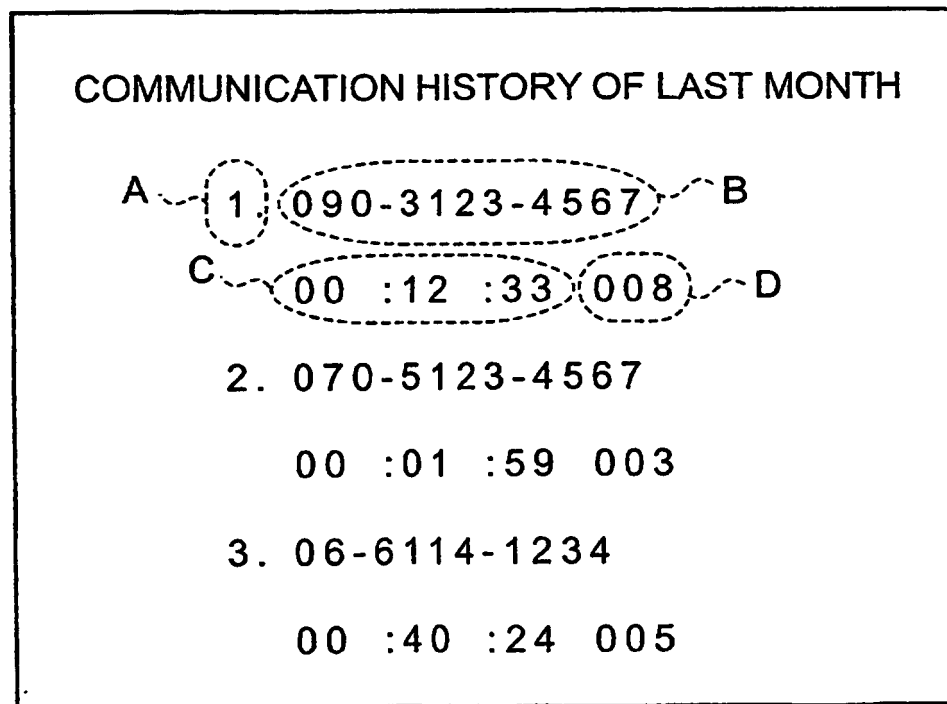 COMMUNICATION HISTORY OF LAST MONTH
A 1. 090-3123-4567 B
C 00 :12 :33 008 D
2. 070-5123-4567
00 :01 :59 003
3. 06-6114-1234
00 :40 :24 005